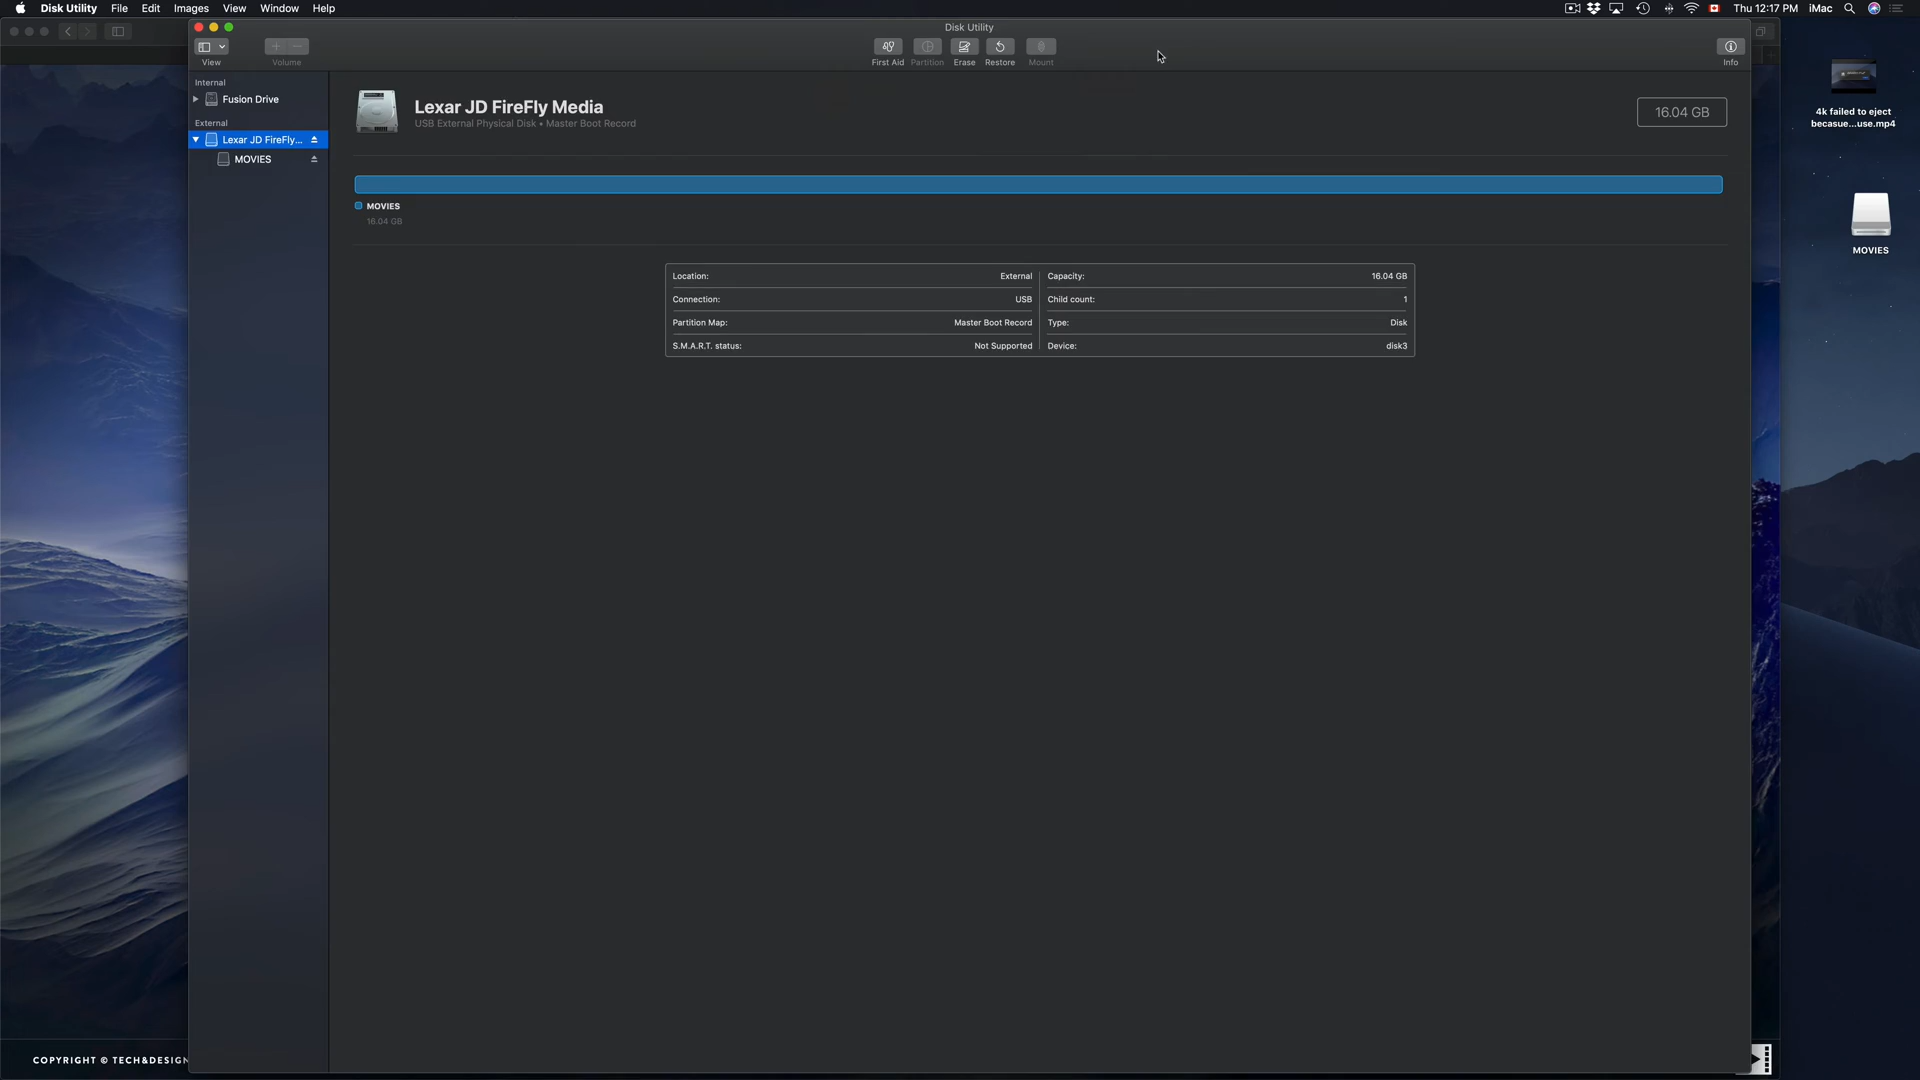 Disk Utility File Edit Images View Window Help
Thu 12:17 PM iMac
Disk Utility
View
Volume
First Aid Partition Erase Restore Mount
Info
Internal
Fusion Drive
External
Lexar JD FireFly...
MOVIES
Lexar JD FireFly Media
USB External Physical Disk • Master Boot Record
16.04 GB
MOVIES
16.04 GB
Location: External
Capacity: 16.04 GB
Connection: USB
Child count: 1
Partition Map: Master Boot Record
Type: Disk
S.M.A.R.T. status: Not Supported
Device: disk3
4k failed to eject
becasue...use.mp4
MOVIES
COPYRIGHT © TECH&DESIGN